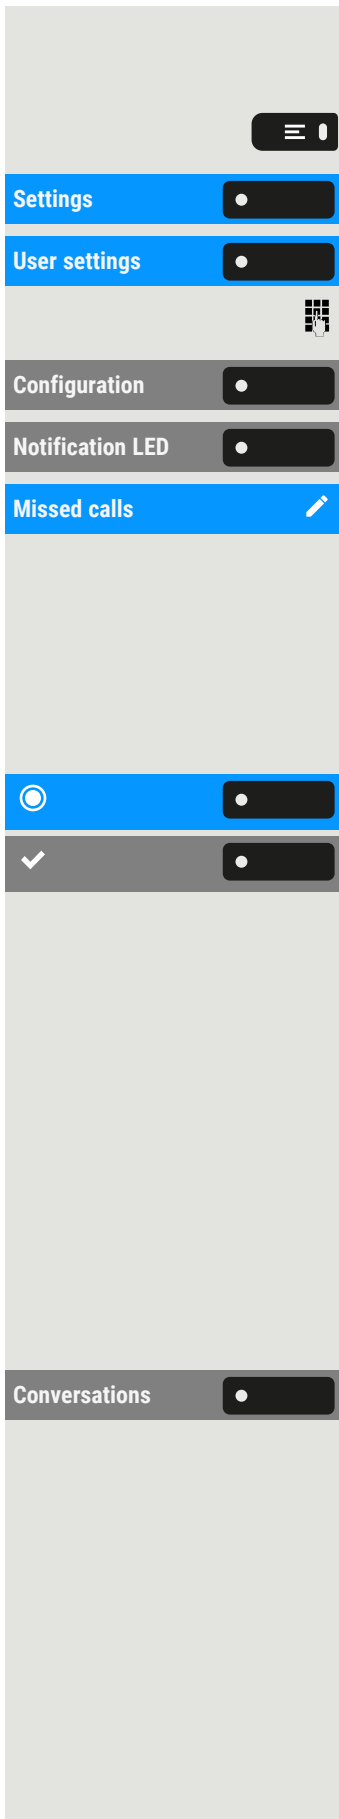 Settings
User settings
Configuration
Notification LED
Missed calls
Conversations